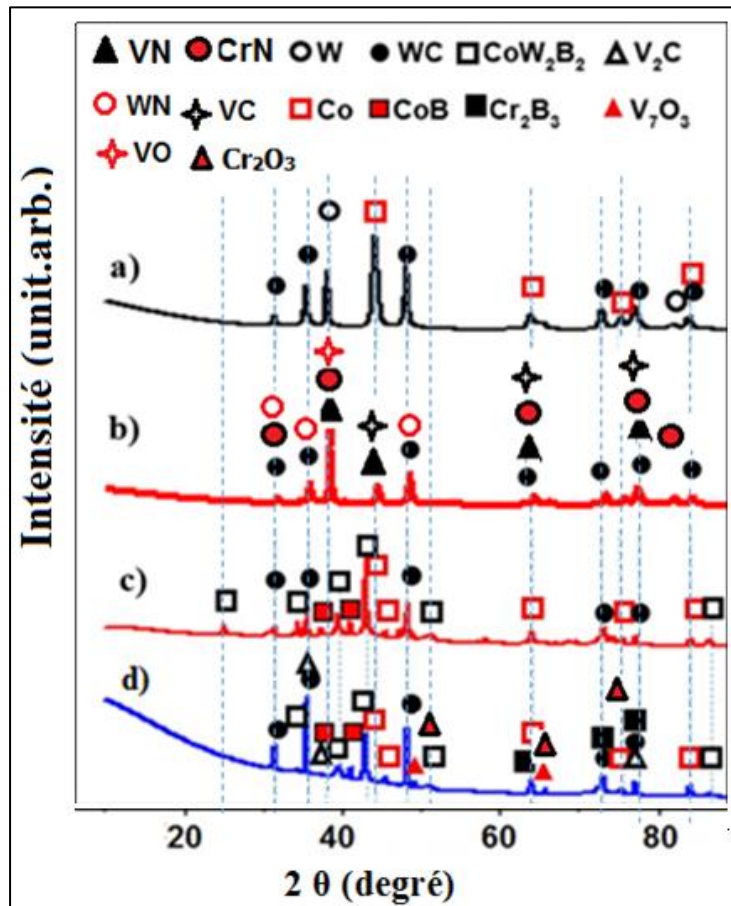 VN CrN W WC CoW₂B₂ V₂C
WN VC Co CoB Cr₂B₃ V₇O₃
VO Cr₂O₃
Intensité (unit.arb.)
a)
b)
c)
d)
20 40 60 80
2 θ (degré)